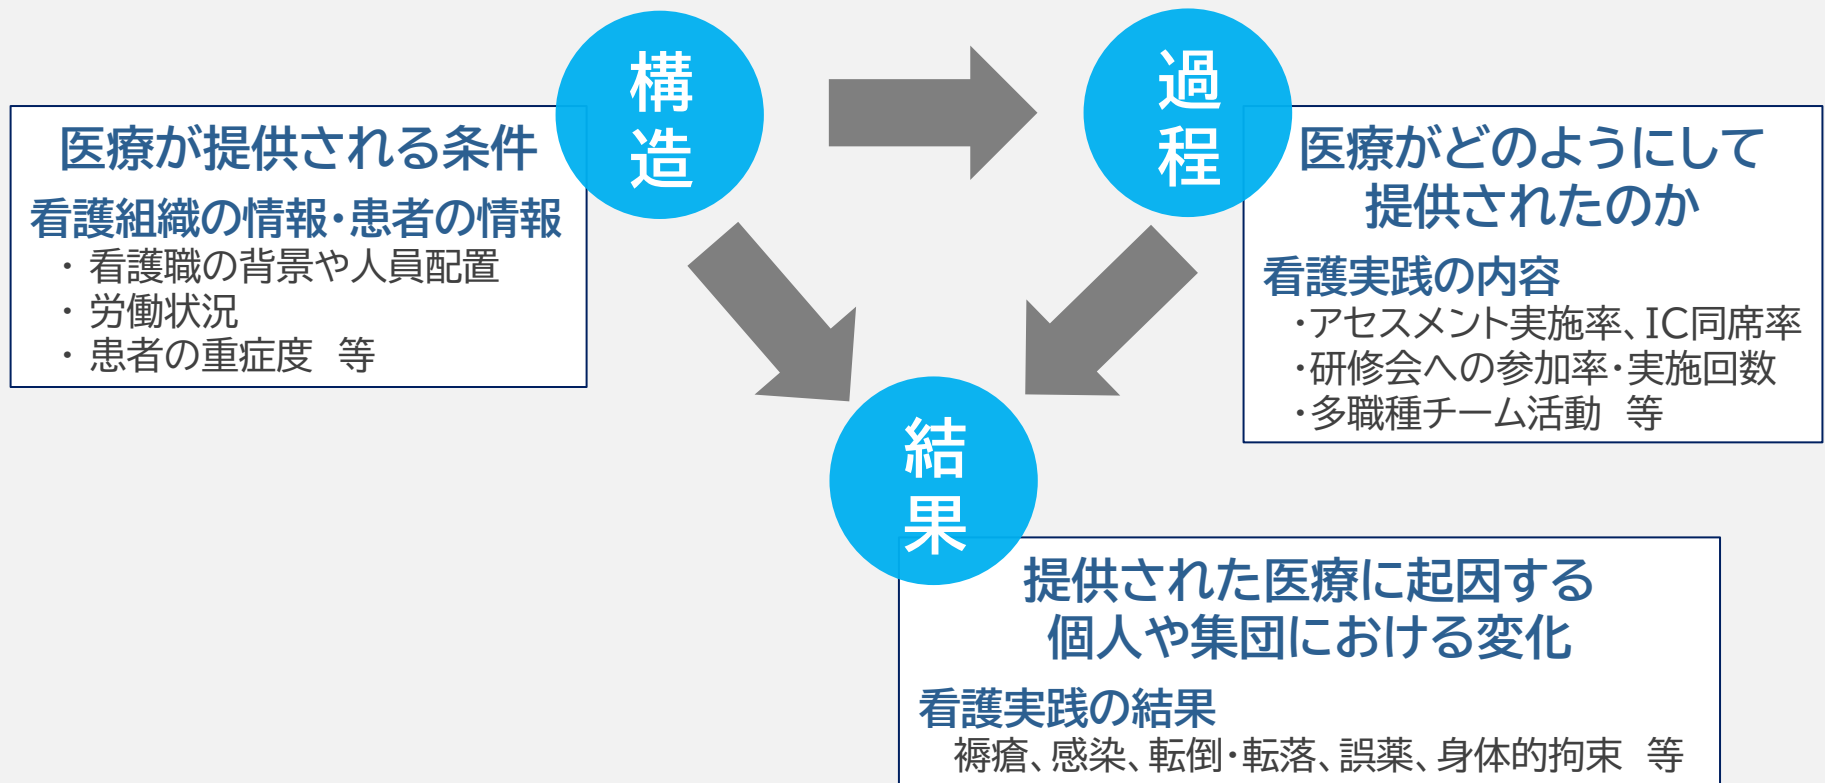 構造
医療が提供される条件
看護組織の情報・患者の情報
・ 看護職の背景や人員配置
・ 労働状況
・ 患者の重症度　等
過程
医療がどのようにして
提供されたのか
看護実践の内容
・アセスメント実施率、IC同席率
・研修会への参加率・実施回数
・多職種チーム活動　等
結果
提供された医療に起因する
個人や集団における変化
看護実践の結果
褥瘡、感染、転倒・転落、誤薬、身体的拘束　等